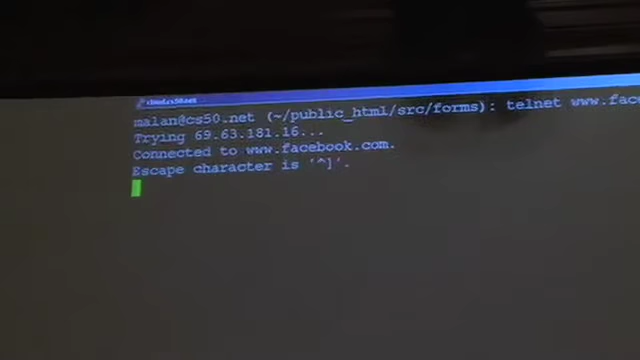 malan@cs50.net (~/public_html/src/forms): telnet www.fac
Trying 69.63.181.16...
Connected to www.facebook.com.
Escape character is '^]'.